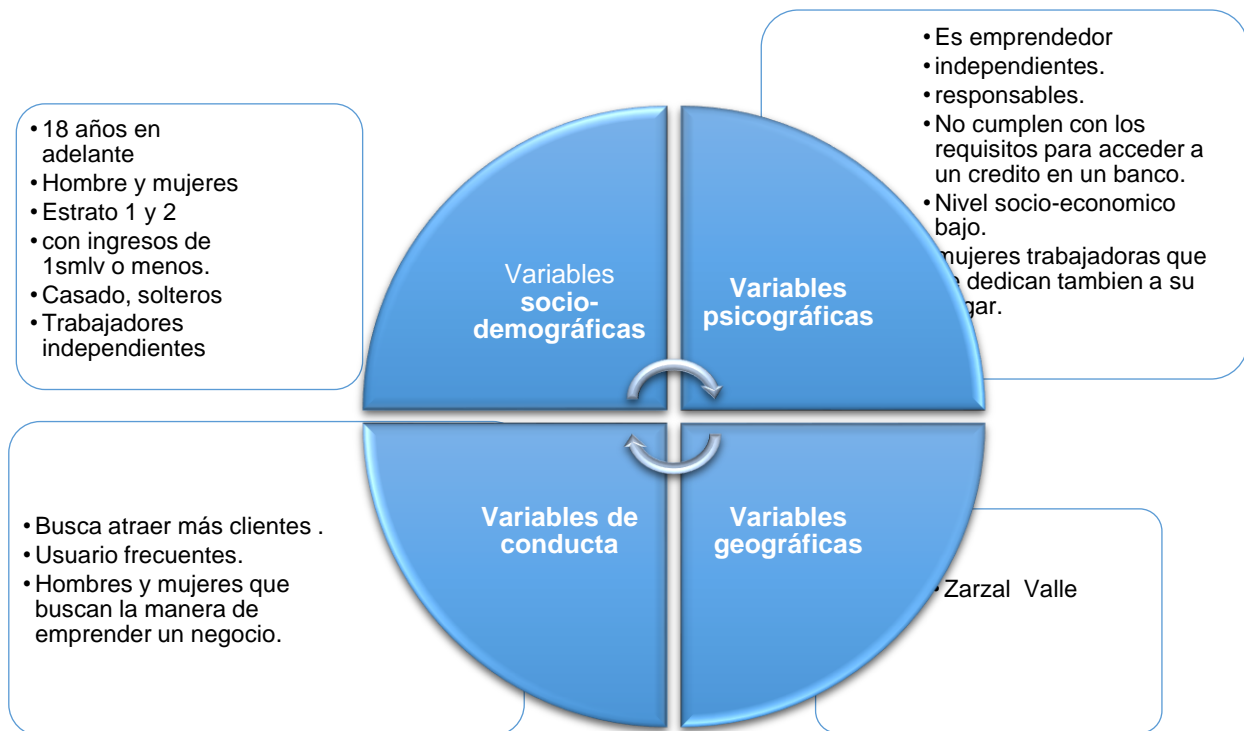 • 18 años en
adelante
• Hombre y mujeres
• Estrato 1 y 2
• con ingresos de
1smlv o menos.
• Casado, solteros
• Trabajadores
independientes
Variables
socio-
demográficas
• Es emprendedor
• independientes.
• responsables.
• No cumplen con los
requisitos para acceder a
un credito en un banco.
• Nivel socio-economico
bajo.
mujeres trabajadoras que
se dedican tambien a su
hogar.
Variables
psicográficas
• Busca atraer más clientes .
• Usuario frecuentes.
• Hombres y mujeres que
buscan la manera de
emprender un negocio.
Variables de
conducta
Variables
geográficas
• Zarzal Valle